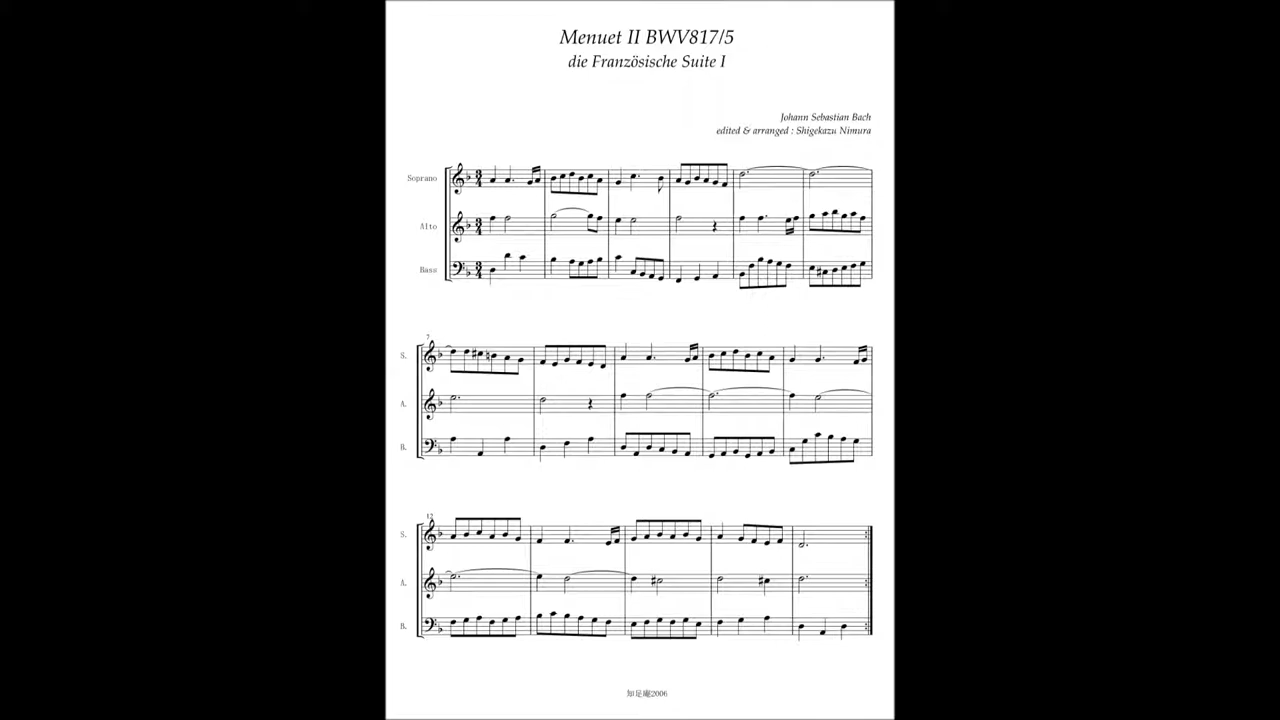 Menuet II BWV817/5
die Französische Suite I
Johann Sebastian Bach
edited & arranged : Shigekazu Nimura
Soprano
Alto
Bass
7
S.
A.
B.
12
S.
A.
B.
知足庵2006